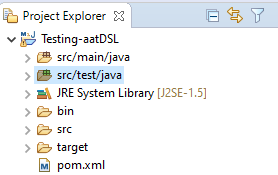 Project Explorer
Testing-aatDSL
src/main/java
src/test/java
JRE System Library [J2SE-1.5]
bin
src
target
pom.xml